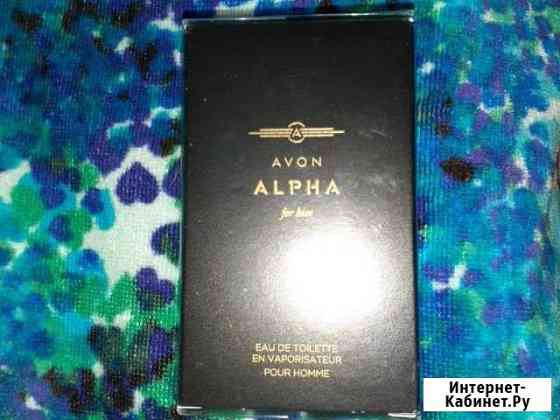 A
AVON
ALPHA
for him
EAU DE TOILETTE
EN VAPORISATEUR
POUR HOMME
Интернет-
Кабинет.Ру